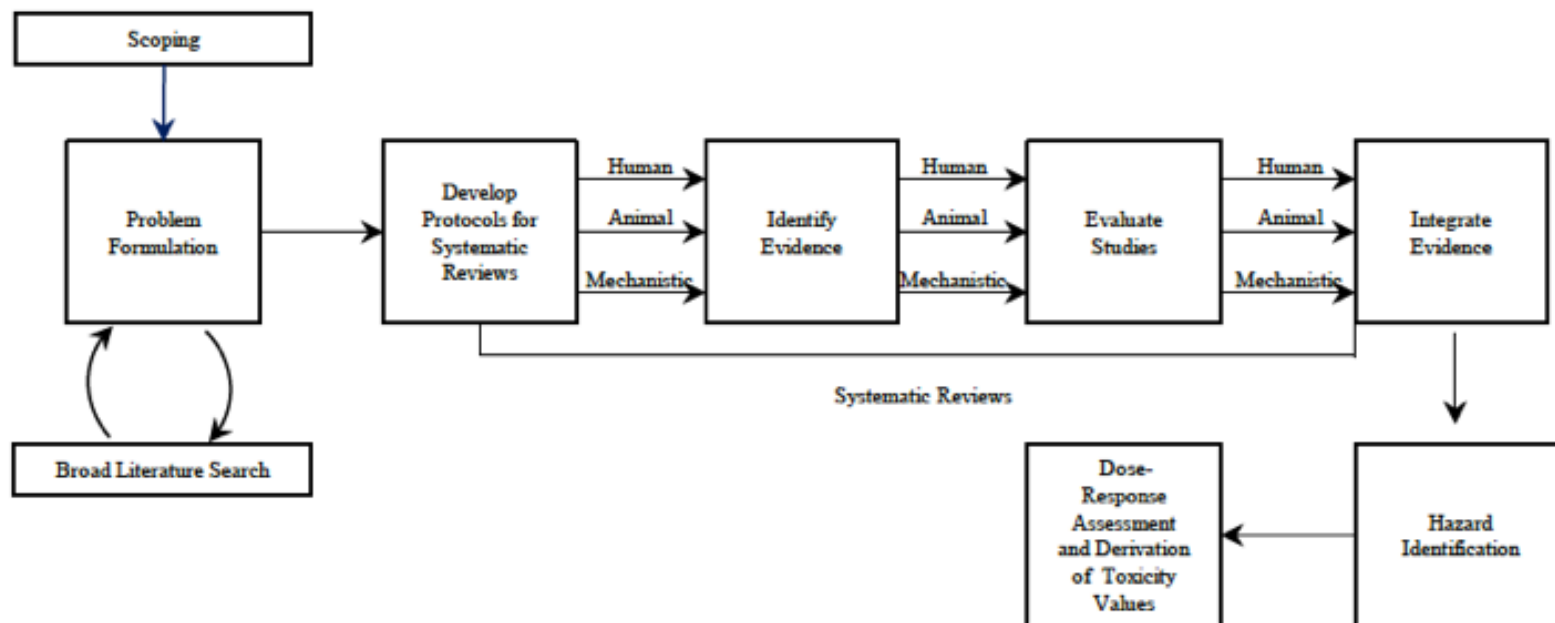 Scoping
Problem
Formulation
Broad Literature Search
Develop
Protocols for
Systematic
Reviews
Human
Animal
Mechanistic
Identify
Evidence
Human
Animal
Mechanistic
Evaluate
Studies
Human
Animal
Mechanistic
Integrate
Evidence
Systematic Reviews
Hazard
Identification
Dose-
Response
Assessment
and Derivation
of Toxicity
Values